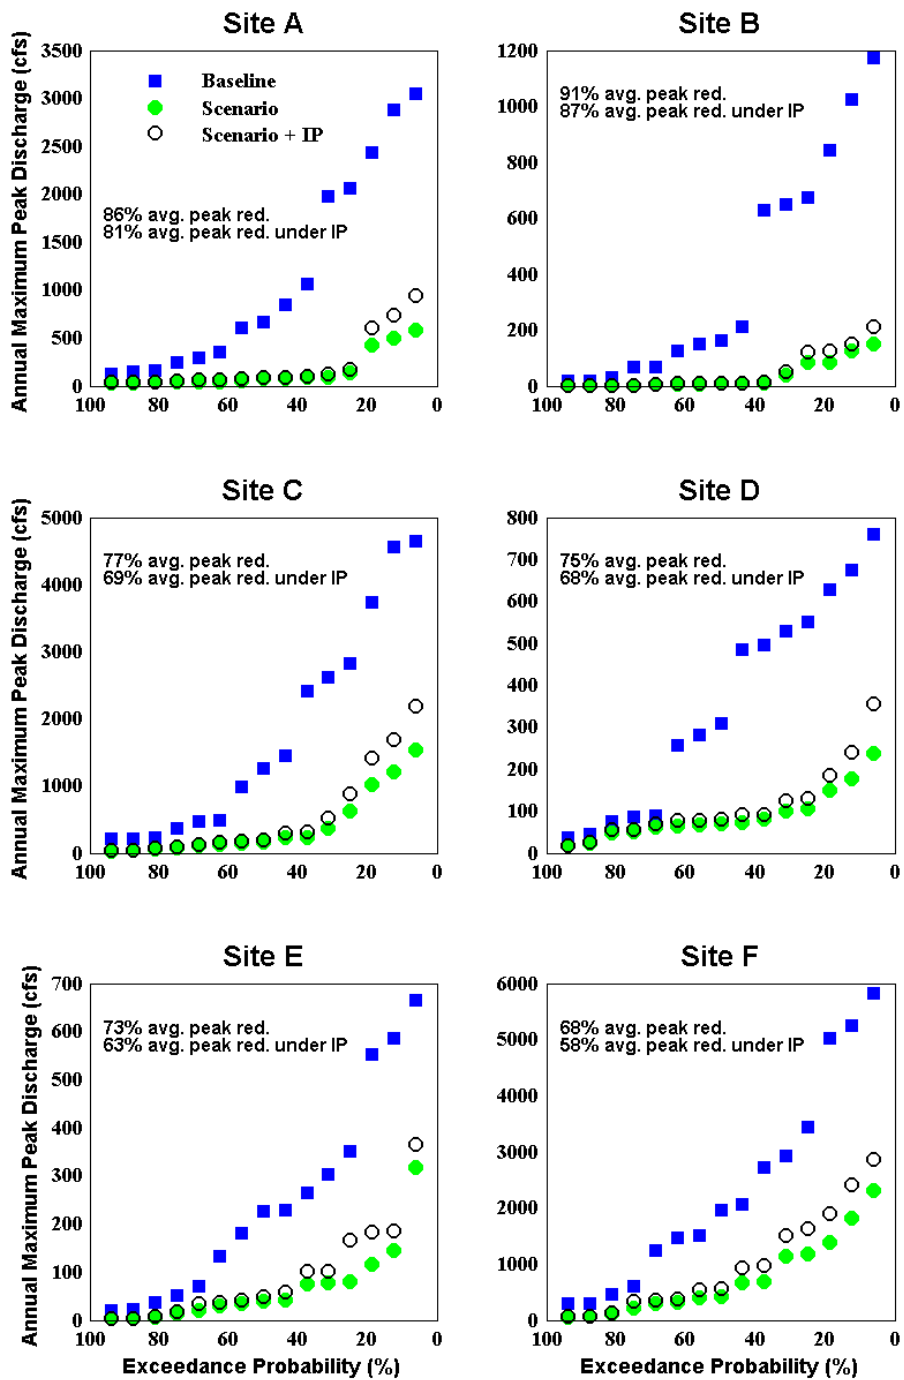 Site A
Annual Maximum Peak Discharge (cfs)
3500
3000
2500
2000
1500
1000
500
0
Baseline
Scenario
Scenario + IP
86% avg. peak red.
81% avg. peak red. under IP
100 80 60 40 20 0
Site B
1200
1000
800
600
400
200
0
91% avg. peak red.
87% avg. peak red. under IP
100 80 60 40 20 0
Site C
Annual Maximum Peak Discharge (cfs)
5000
4000
3000
2000
1000
0
77% avg. peak red.
69% avg. peak red. under IP
100 80 60 40 20 0
Site D
800
700
600
500
400
300
200
100
0
75% avg. peak red.
68% avg. peak red. under IP
100 80 60 40 20 0
Site E
Annual Maximum Peak Discharge (cfs)
700
600
500
400
300
200
100
0
73% avg. peak red.
63% avg. peak red. under IP
100 80 60 40 20 0
Exceedance Probability (%)
Site F
6000
5000
4000
3000
2000
1000
0
68% avg. peak red.
58% avg. peak red. under IP
100 80 60 40 20 0
Exceedance Probability (%)